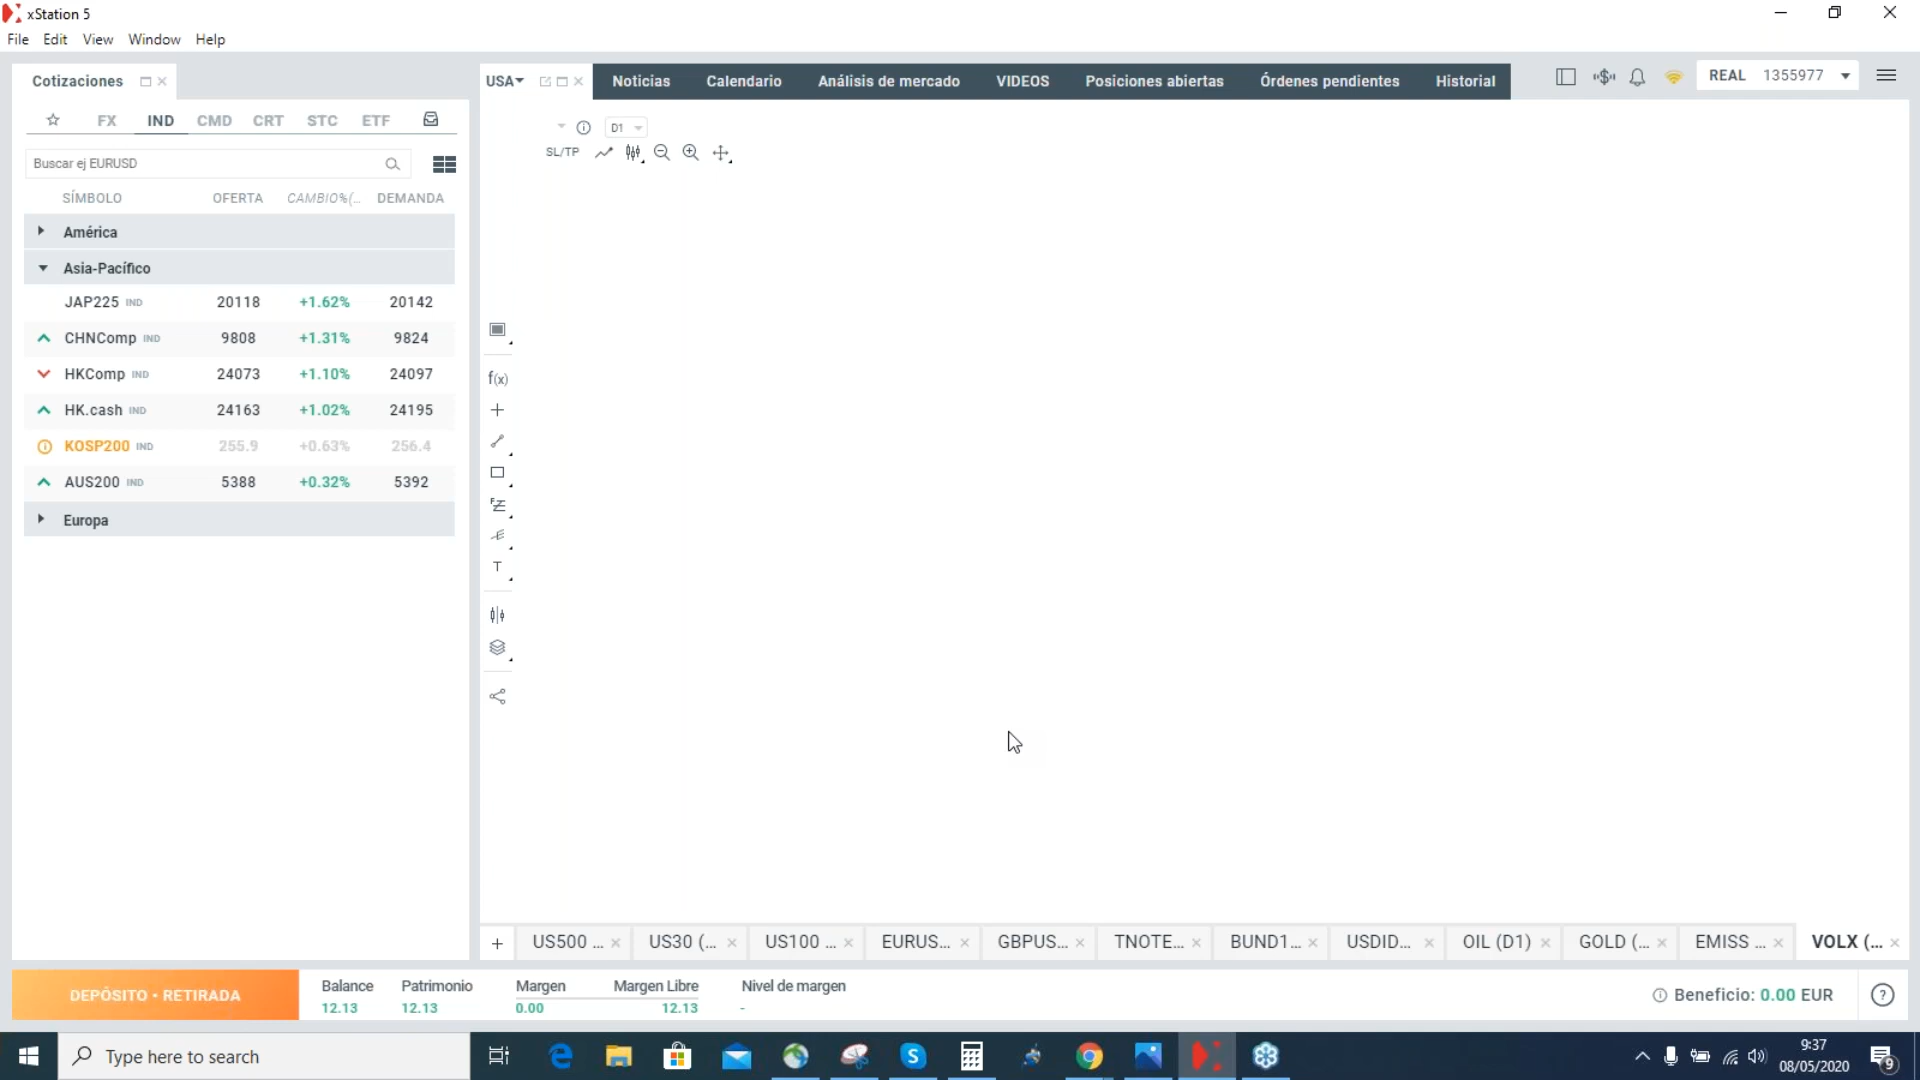 xStation 5
File Edit View Window Help
Cotizaciones
USA Noticias Calendario Análisis de mercado VIDEOS Posiciones abiertas Órdenes pendientes Historial
REAL 1355977
FX IND CMD CRT STC ETF
D1
Buscar ej EURUSD
SL/TP
SÍMBOLO OFERTA CAMBIO%(... DEMANDA
América
Asia-Pacífico
JAP225 IND 20118 +1.62% 20142
CHNComp IND 9808 +1.31% 9824
HKComp IND 24073 +1.10% 24097
HK.cash IND 24163 +1.02% 24195
KOSP200 IND 255.9 +0.63% 256.4
AUS200 IND 5388 +0.32% 5392
Europa
f(x)
T
US500 ... US30 (... US100 ... EURUS... GBPUS... TNOTE... BUND1... USDID... OIL (D1) GOLD (... EMISS ... VOLX (...
DEPÓSITO • RETIRADA
Balance Patrimonio Margen Margen Libre Nivel de margen
12.13 12.13 0.00 12.13 -
Beneficio: 0.00 EUR
Type here to search
9:37
08/05/2020
9